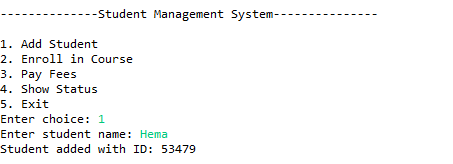 --------------Student Management System---------------
1. Add Student
2. Enroll in Course
3. Pay Fees
4. Show Status
5. Exit
Enter choice: 1
Enter student name: Hema
Student added with ID: 53479